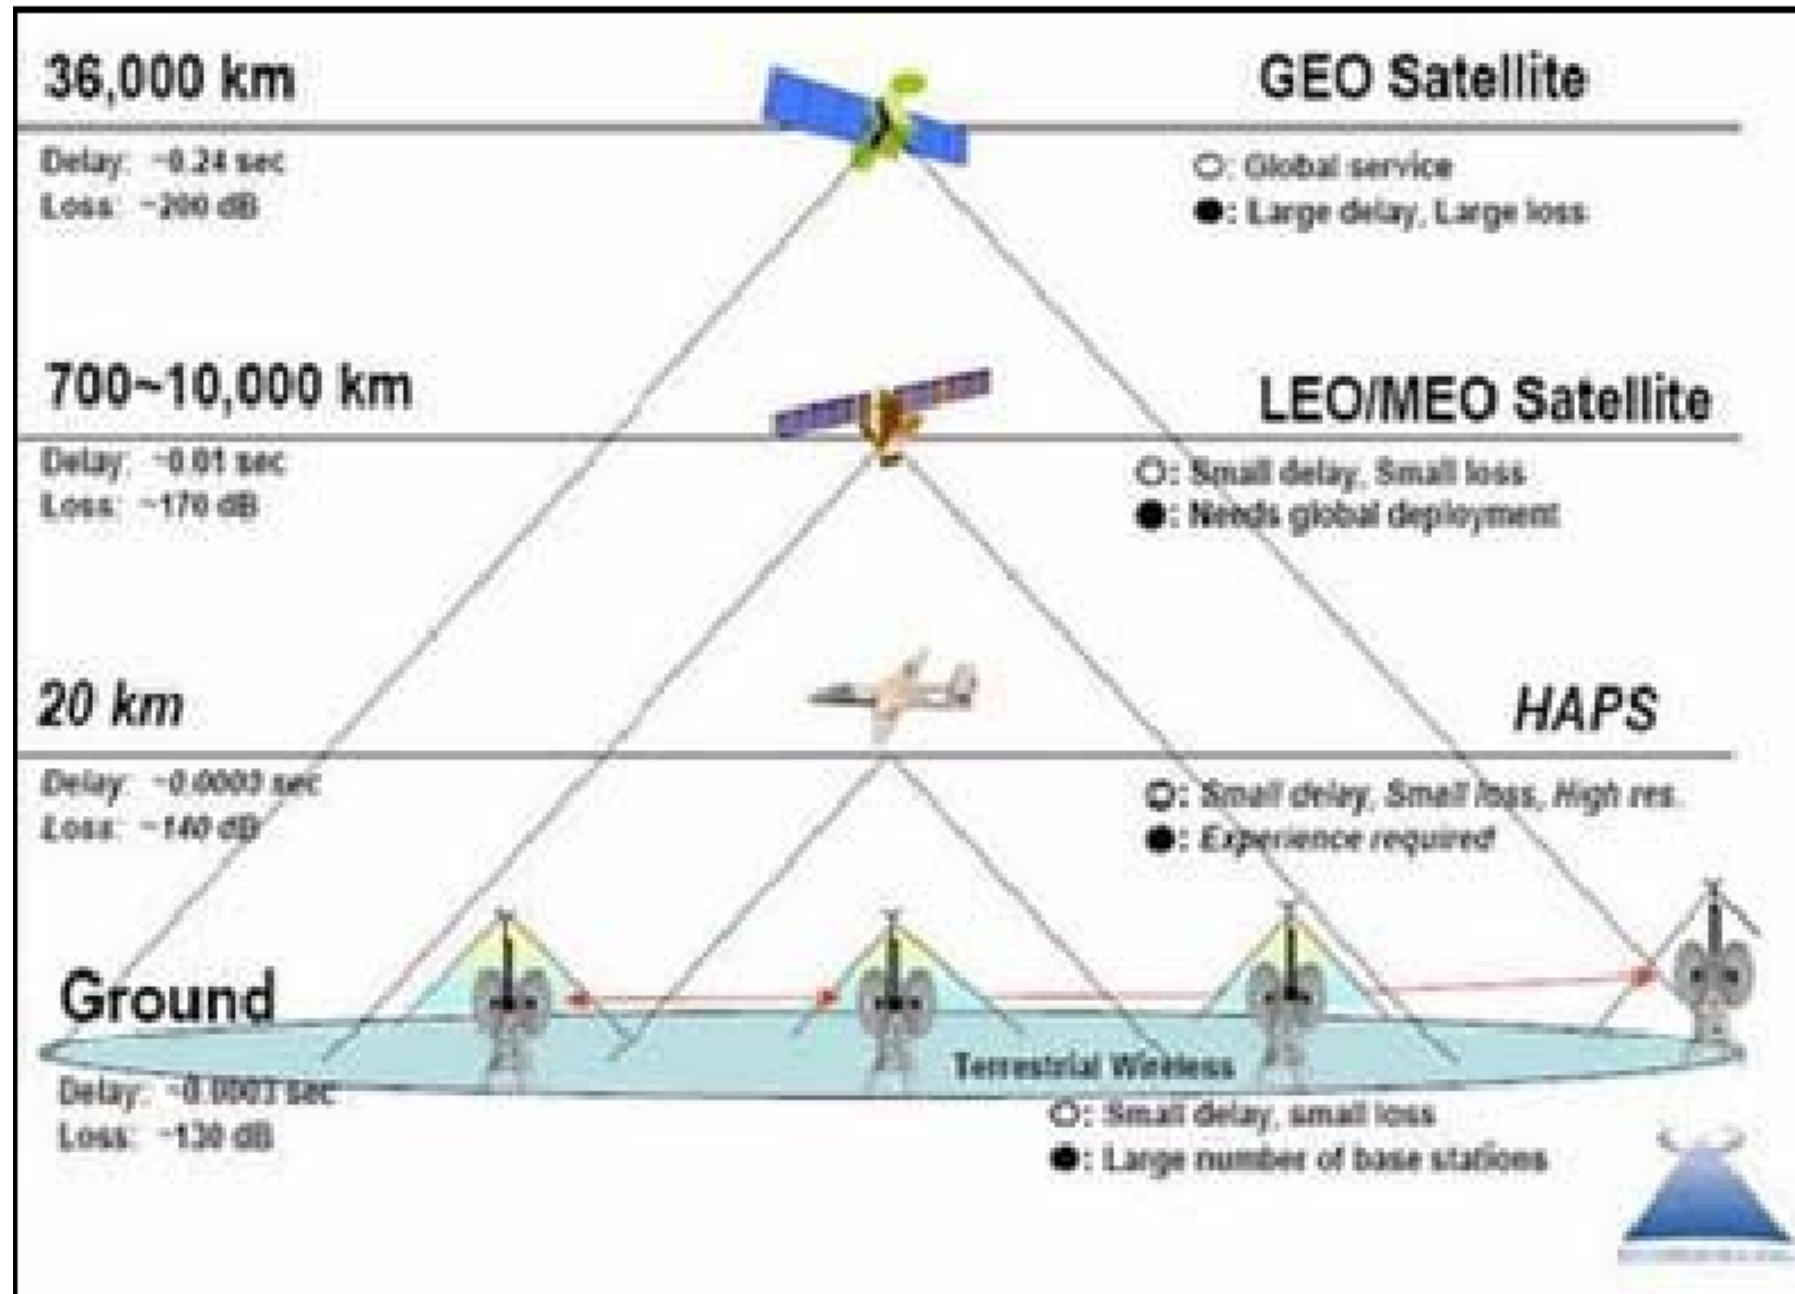 36,000 km
GEO Satellite
Delay: ~0.24 sec
Loss: ~200 dB
○: Global service
●: Large delay, Large loss
700~10,000 km
LEO/MEO Satellite
Delay: ~0.01 sec
Loss: ~170 dB
○: Small delay, Small loss
●: Needs global deployment
20 km
HAPS
Delay: ~0.0003 sec
Loss: ~140 dB
○: Small delay, Small loss, High res.
●: Experience required
Ground
Terrestrial Wireless
Delay: ~0.0003 sec
Loss: ~130 dB
○: Small delay, small loss
●: Large number of base stations